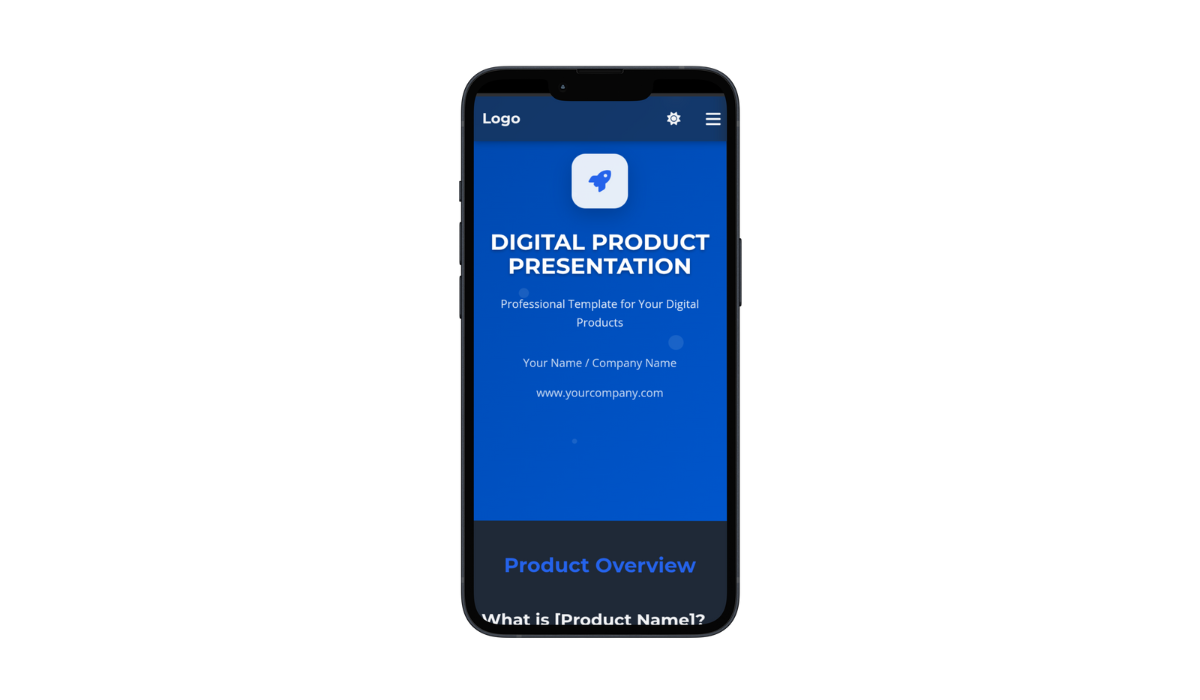 Logo
DIGITAL PRODUCT
PRESENTATION
Professional Template for Your Digital
Products
Your Name / Company Name
www.yourcompany.com
Product Overview
What is [Product Name]?